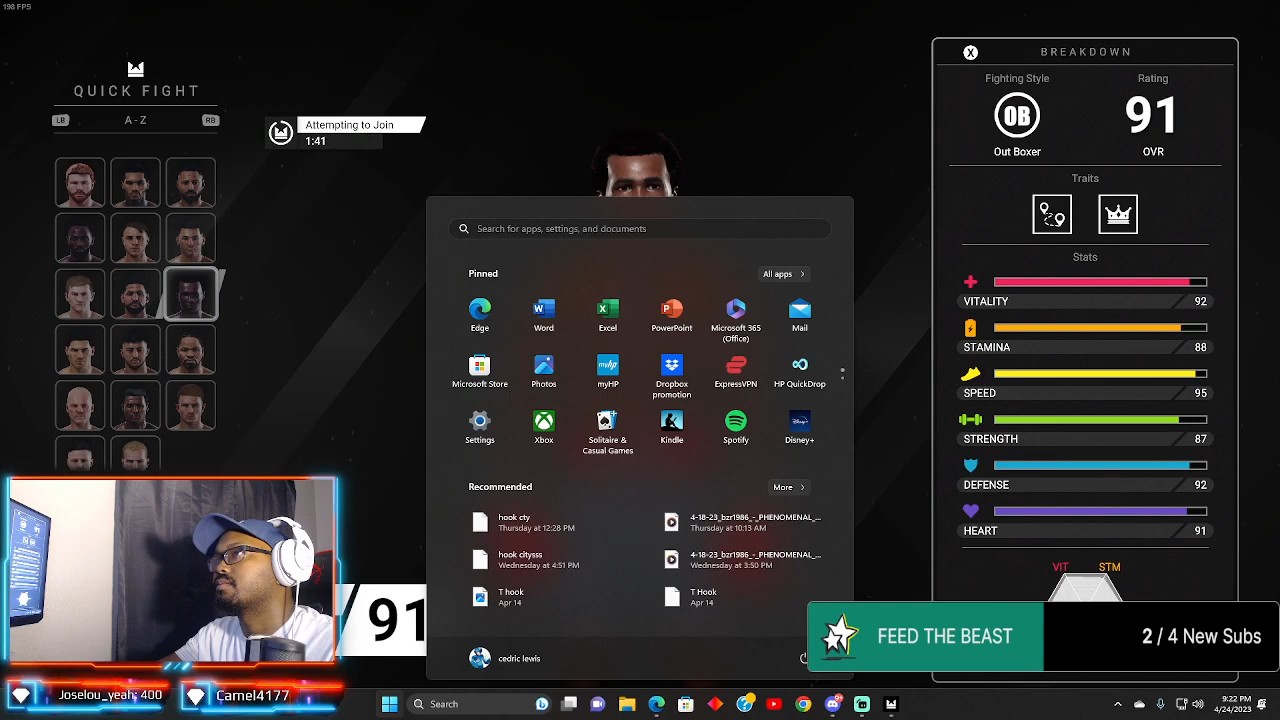 198 FPS
QUICK FIGHT
LB
A-Z
RB
Attempting to Join
1:41
X
BREAKDOWN
Fighting Style
Rating
OB
91
Out Boxer
OVR
Traits
Stats
VITALITY
92
STAMINA
88
SPEED
95
STRENGTH
87
DEFENSE
92
HEART
91
VIT
STM
Search for apps, settings, and documents
Pinned
All apps
Edge
Word
Excel
PowerPoint
Microsoft 365
(Office)
Mail
Microsoft Store
Photos
myHP
Dropbox
promotion
ExpressVPN
HP QuickDrop
Settings
Xbox
Solitaire &
Casual Games
Kindle
Spotify
Disney+
Recommended
More
hook cty
Thursday at 12:28 PM
4-18-23_bzr1986_-_PHENOMENAL_...
Thursday at 10:13 AM
hook citysss
Wednesday at 4:51 PM
4-18-23_bzr1986_-_PHENOMENAL_...
Wednesday at 3:50 PM
T hook
Apr 14
T Hook
Apr 14
cedric lewis
91
FEED THE BEAST
2 / 4 New Subs
Joselou_yeah: 400
Camel4177
Search
9:22 PM
4/24/2023